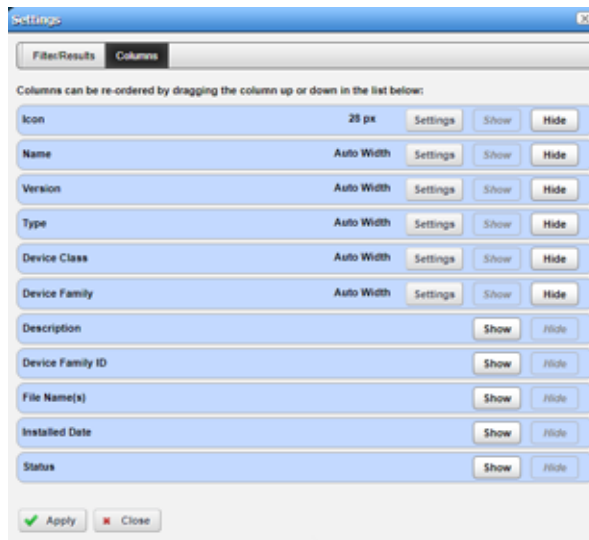 Settings
Filter/Results Columns
Columns can be re-ordered by dragging the column up or down in the list below:
Icon 28 px Settings Show Hide
Name Auto Width Settings Show Hide
Version Auto Width Settings Show Hide
Type Auto Width Settings Show Hide
Device Class Auto Width Settings Show Hide
Device Family Auto Width Settings Show Hide
Description Show Hide
Device Family ID Show Hide
File Name(s) Show Hide
Installed Date Show Hide
Status Show Hide
Apply Close